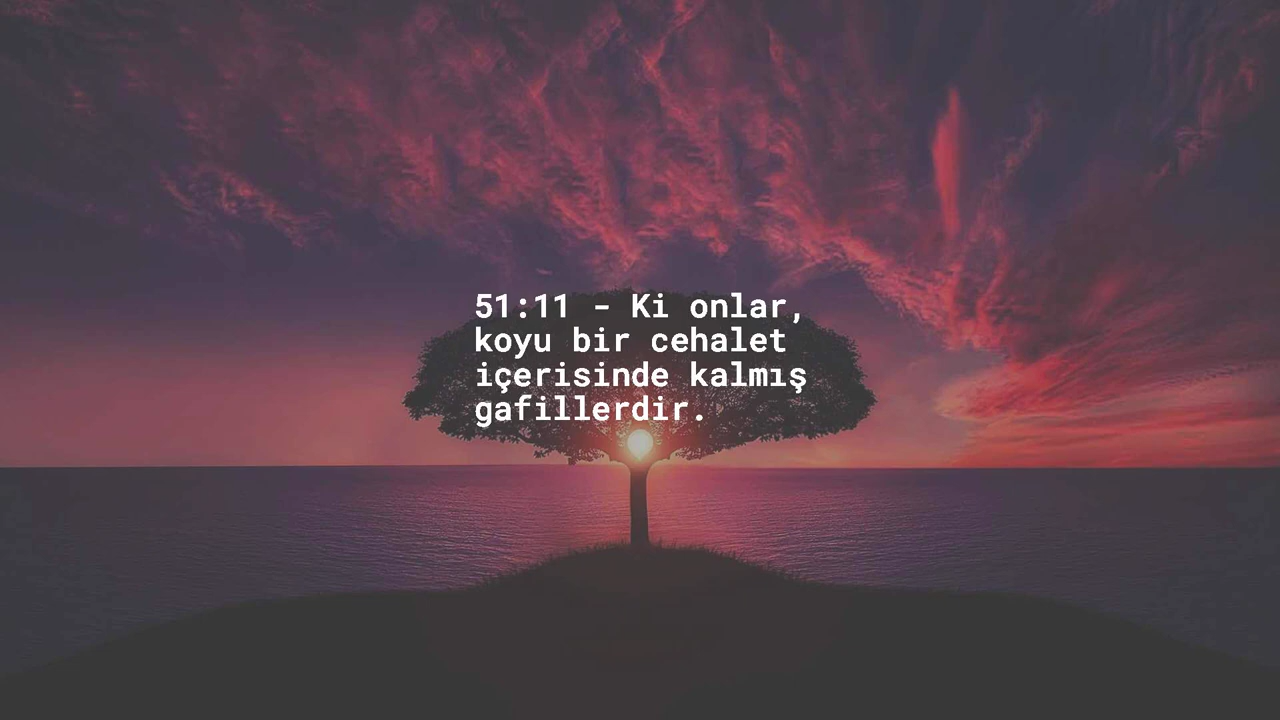 51:11 - Ki onlar,
koyu bir cehalet
içerisinde kalmış
gafillerdir.